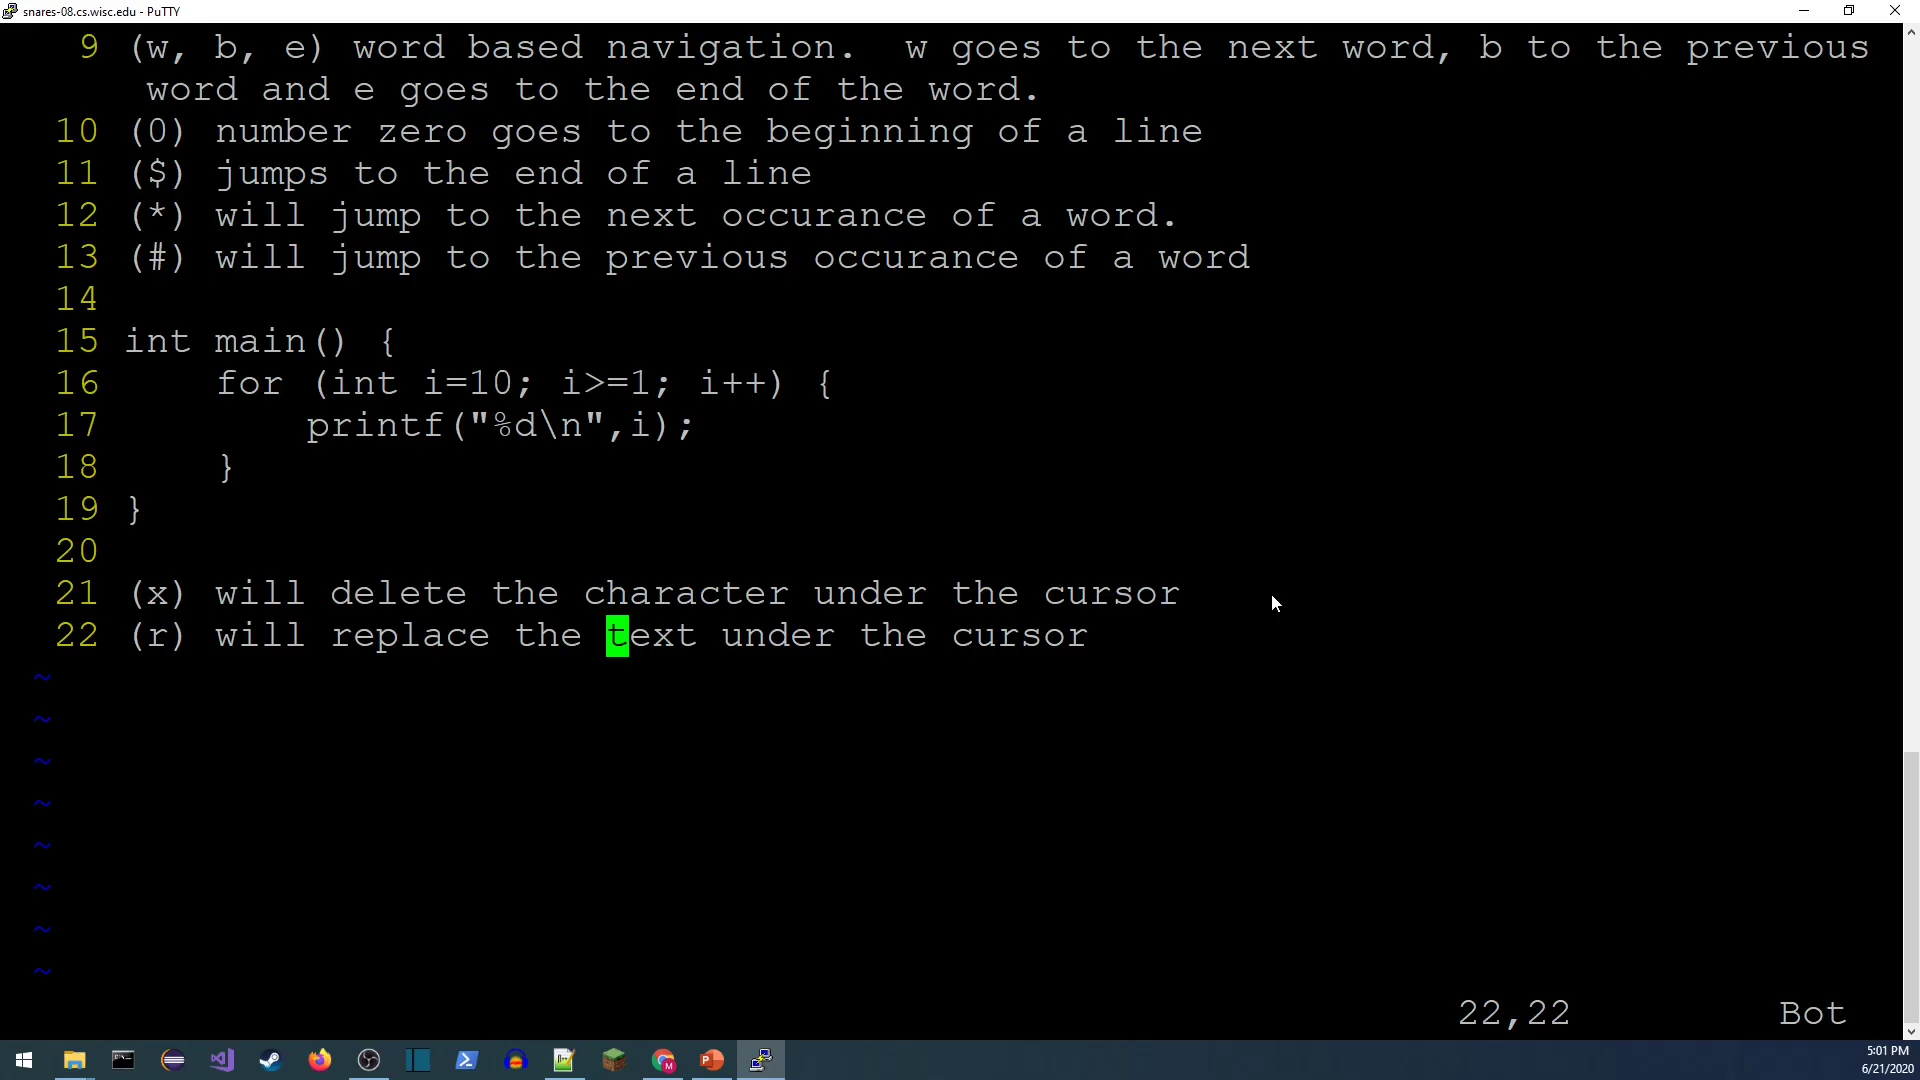 snares-08.cs.wisc.edu - PuTTY
9 (w, b, e) word based navigation.  w goes to the next word, b to the previous
word and e goes to the end of the word.
10 (0) number zero goes to the beginning of a line
11 ($) jumps to the end of a line
12 (*) will jump to the next occurance of a word.
13 (#) will jump to the previous occurance of a word
14
15 int main() {
16     for (int i=10; i>=1; i++) {
17         printf("%d\n",i);
18     }
19 }
20
21 (x) will delete the character under the cursor
22 (r) will replace the text under the cursor
~
~
~
~
~
~
~
~
22,22 Bot
5:01 PM
6/21/2020